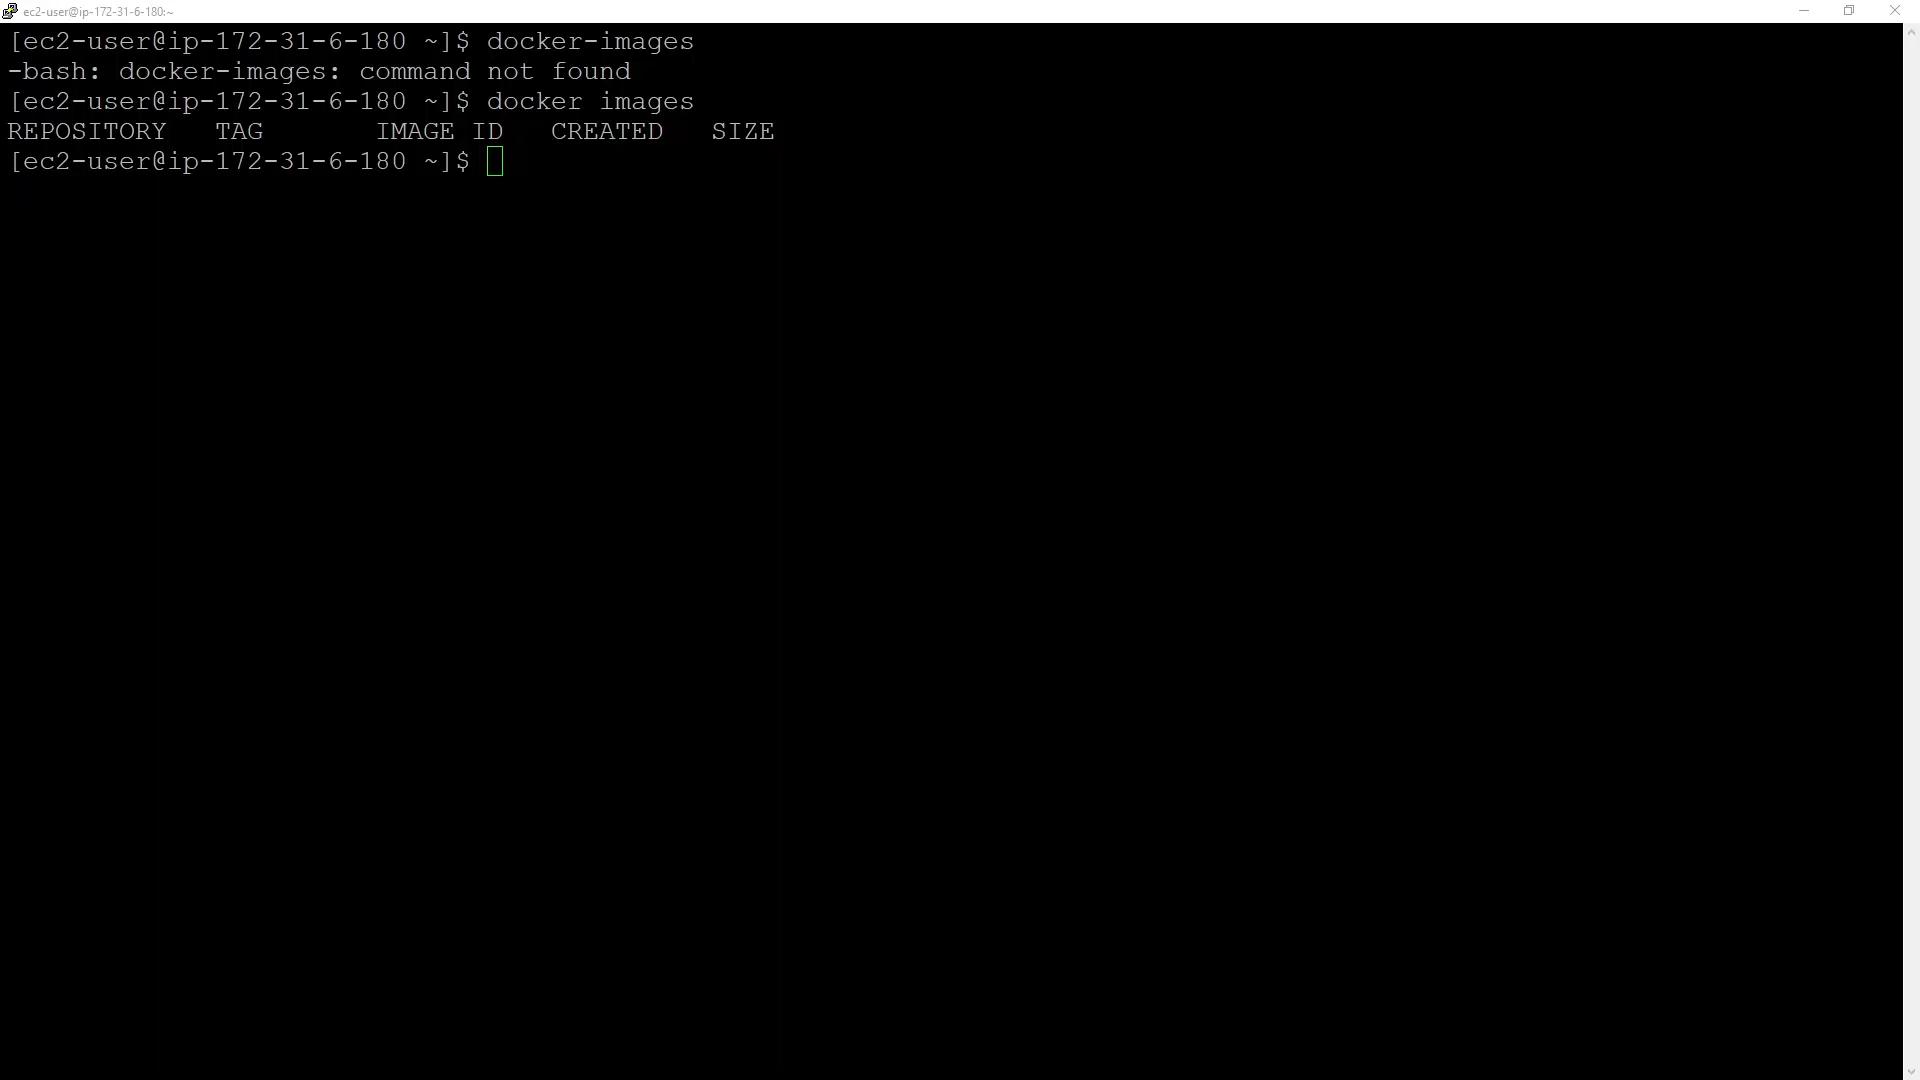 ec2-user@ip-172-31-6-180:~
[ec2-user@ip-172-31-6-180 ~]$ docker-images
-bash: docker-images: command not found
[ec2-user@ip-172-31-6-180 ~]$ docker images
REPOSITORY   TAG       IMAGE ID   CREATED   SIZE
[ec2-user@ip-172-31-6-180 ~]$